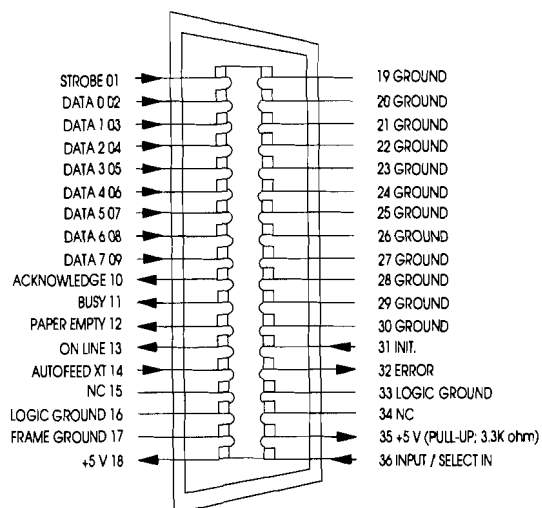 STROBE 01
DATA 0 02
DATA 1 03
DATA 2 04
DATA 3 05
DATA 4 06
DATA 5 07
DATA 6 08
DATA 7 09
ACKNOWLEDGE 10
BUSY 11
PAPER EMPTY 12
ON LINE 13
AUTOFEED XT 14
NC 15
LOGIC GROUND 16
FRAME GROUND 17
+5 V 18
19 GROUND
20 GROUND
21 GROUND
22 GROUND
23 GROUND
24 GROUND
25 GROUND
26 GROUND
27 GROUND
28 GROUND
29 GROUND
30 GROUND
31 INIT.
32 ERROR
33 LOGIC GROUND
34 NC
35 +5 V (PULL-UP; 3.3K ohm)
36 INPUT / SELECT IN